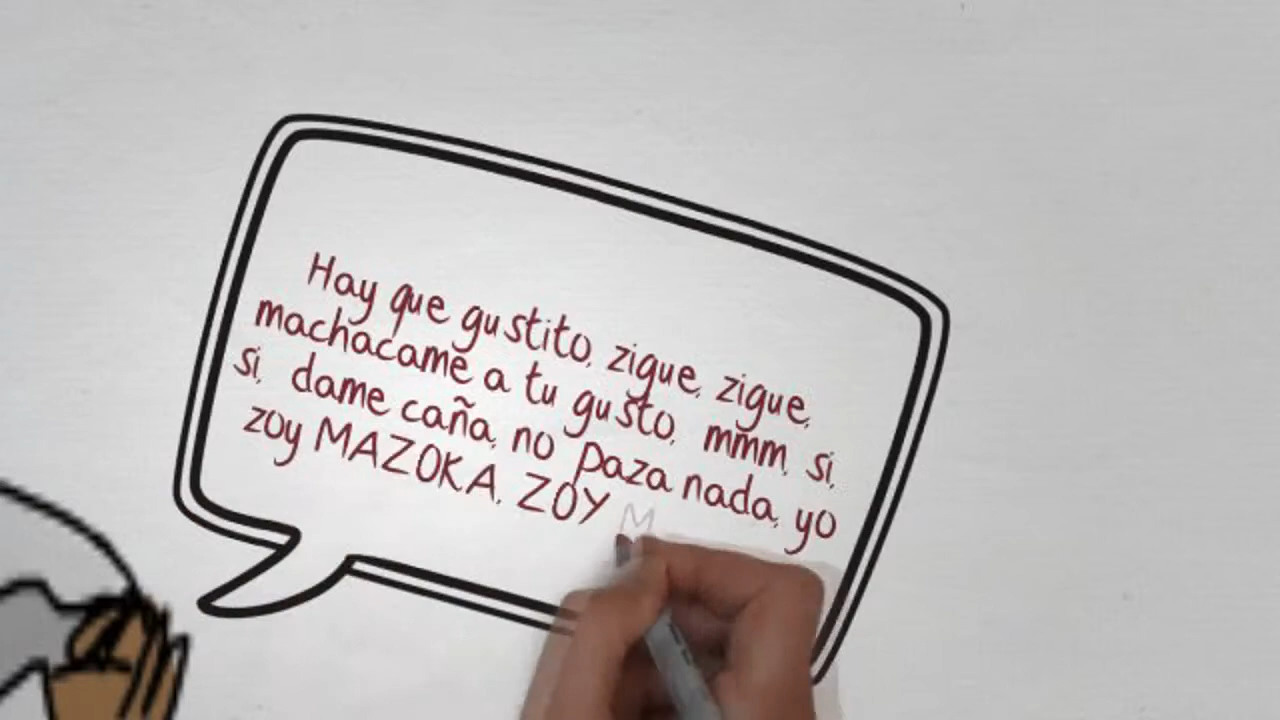 Hay que gustito, zigue, zigue,
machacame a tu gusto, mmm, si,
si, dame caña, no paza nada, yo
zoy MAZOKA, ZOY M